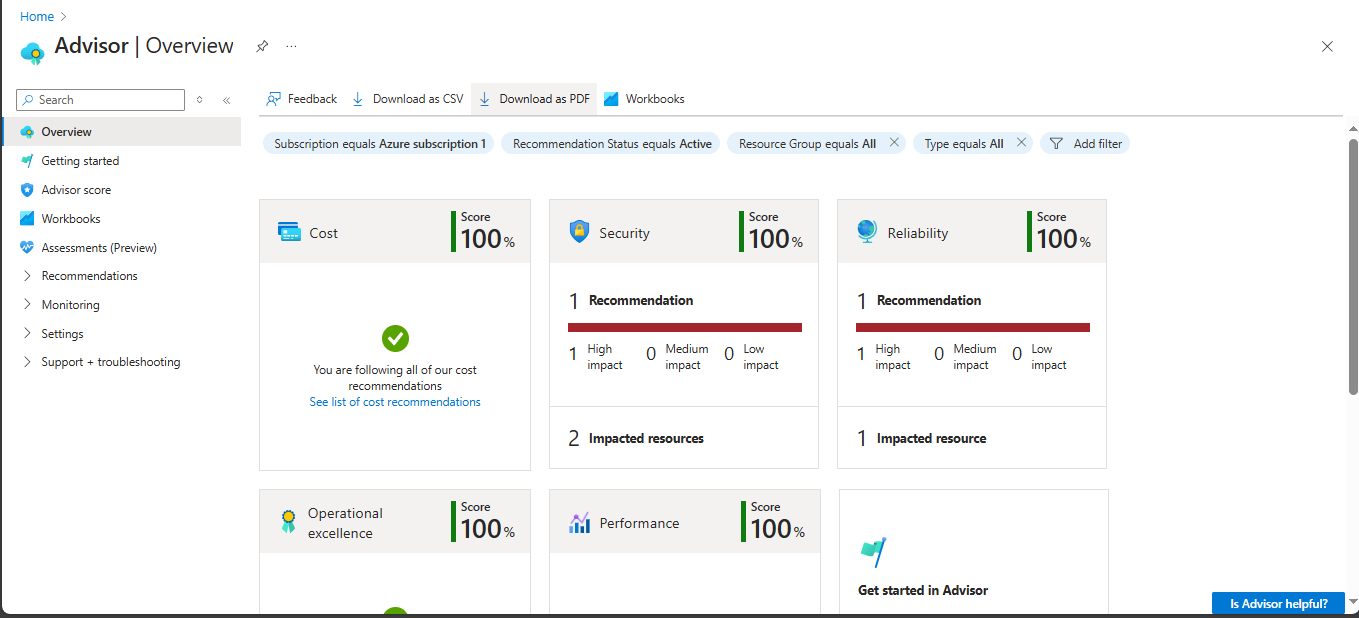 Home
Advisor | Overview
Search
Feedback
Download as CSV
Download as PDF
Workbooks
Overview
Getting started
Advisor score
Workbooks
Assessments (Preview)
Recommendations
Monitoring
Settings
Support + troubleshooting
Subscription equals Azure subscription 1
Recommendation Status equals Active
Resource Group equals All
Type equals All
Add filter
Cost
Score
100%
You are following all of our cost
recommendations
See list of cost recommendations
Security
Score
100%
1 Recommendation
1 High impact
0 Medium impact
0 Low impact
2 Impacted resources
Reliability
Score
100%
1 Recommendation
1 High impact
0 Medium impact
0 Low impact
1 Impacted resource
Operational
excellence
Score
100%
Performance
Score
100%
Get started in Advisor
Is Advisor helpful?